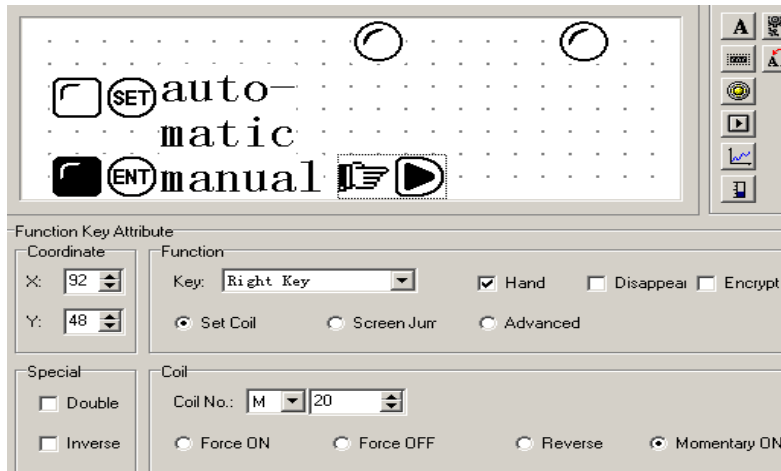 SET auto-
matic
ENT manual
A
Function Key Attribute
Coordinate
Function
X: 92
Key: Right Key
Hand
Disappear
Encrypt
Y: 48
Set Coil
Screen Jum
Advanced
Special
Coil
Double
Coil No.: M 20
Inverse
Force ON
Force OFF
Reverse
Momentary ON